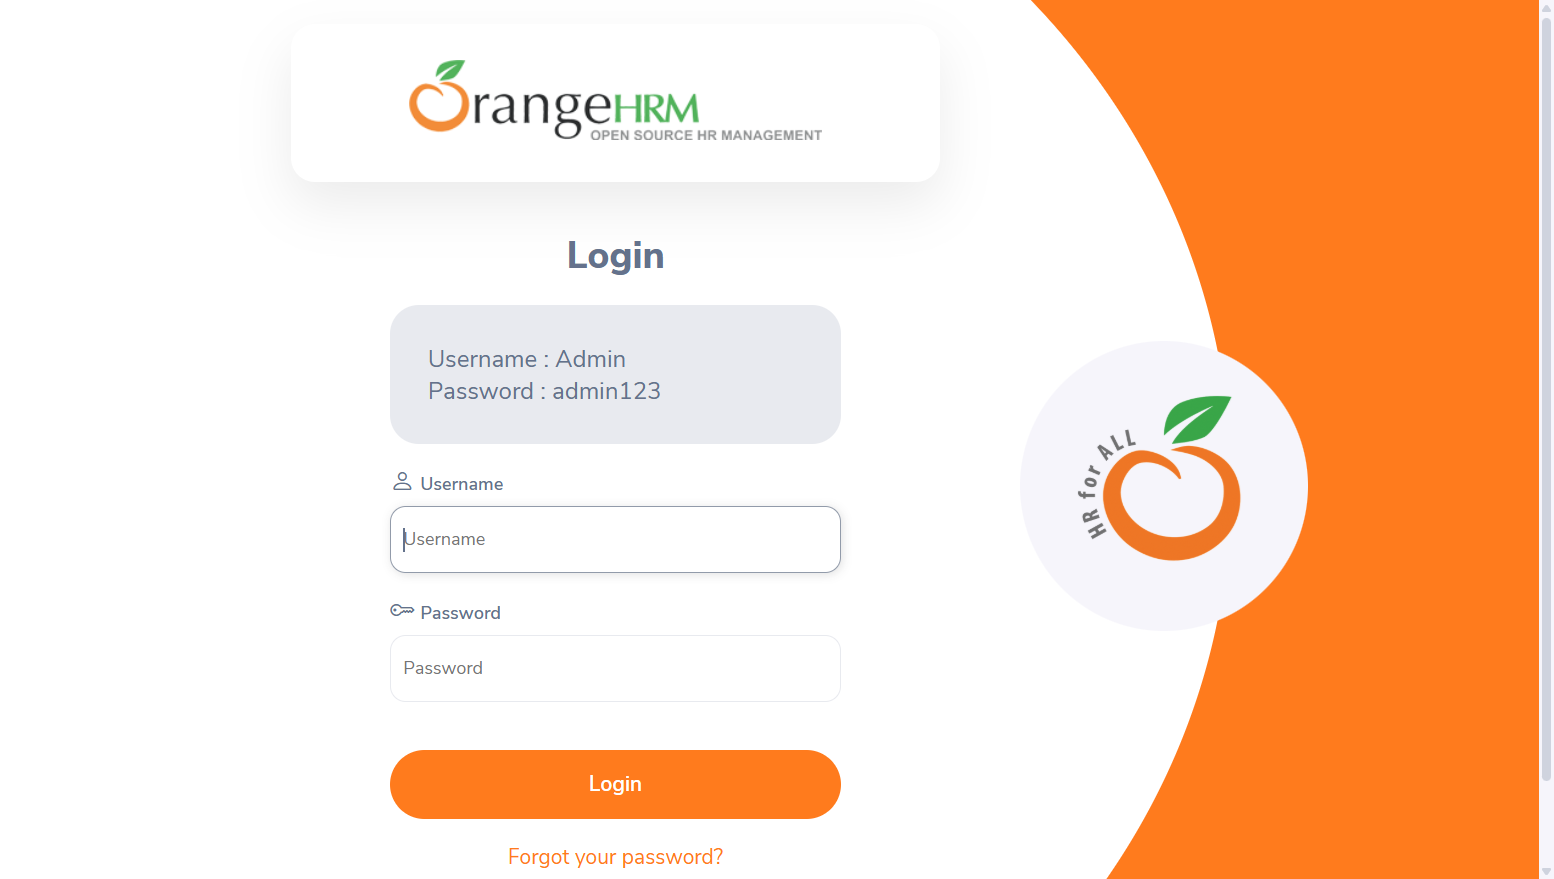 OrangeHRM
OPEN SOURCE HR MANAGEMENT
Login
Username : Admin
Password : admin123
Username
Username
Password
Password
Login
Forgot your password?
HR for ALL